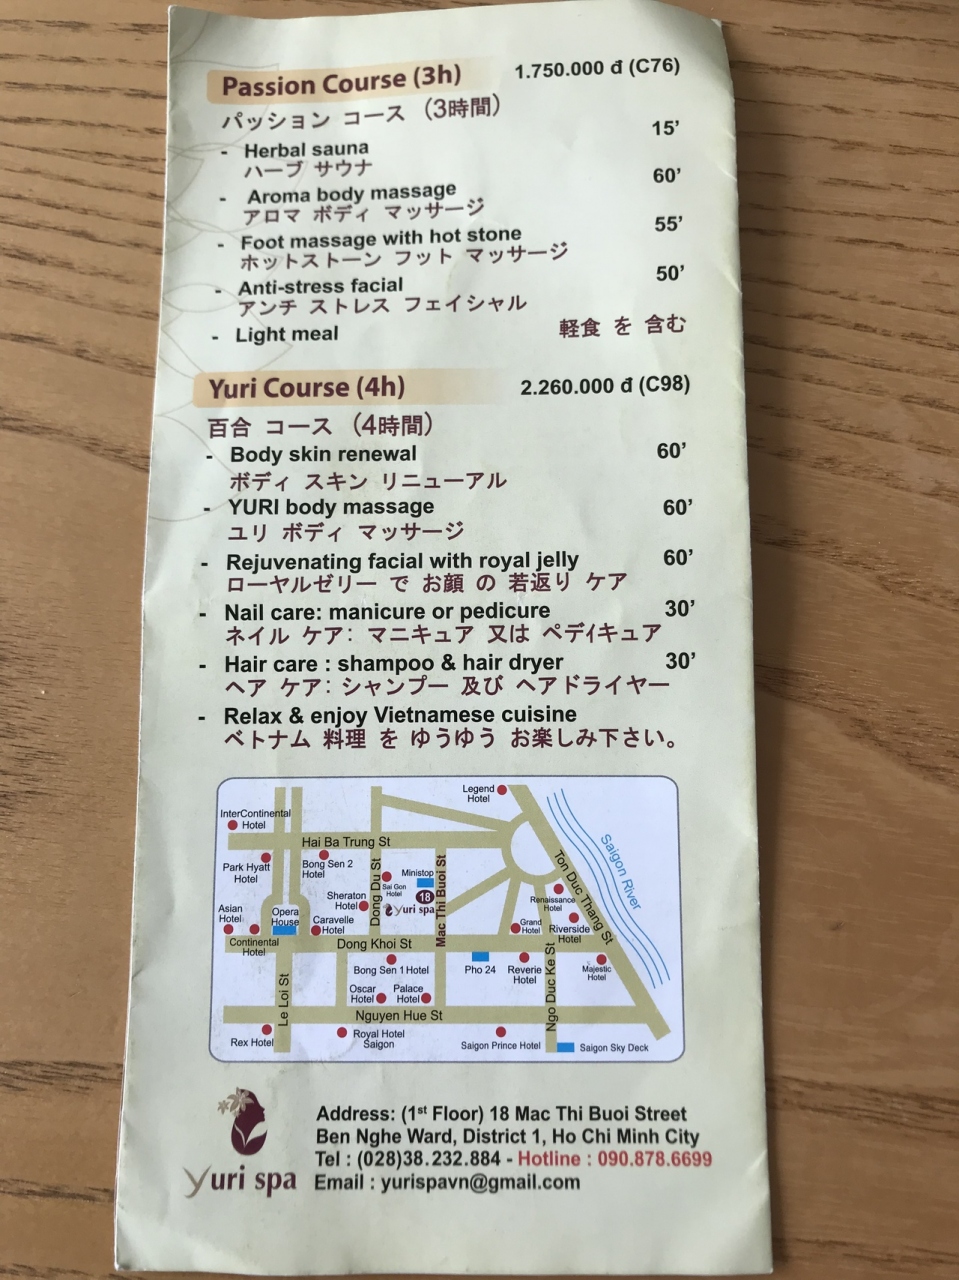 Passion Course (3h) 1.750.000 đ (C76)
パッション コース (3時間)
- Herbal sauna 15’
ハーブ サウナ
- Aroma body massage 60’
アロマ ボディ マッサージ
- Foot massage with hot stone 55’
ホットストーン フット マッサージ
- Anti-stress facial 50’
アンチ ストレス フェイシャル
- Light meal 軽食 を 含む
Yuri Course (4h) 2.260.000 đ (C98)
百合 コース (4時間)
- Body skin renewal 60’
ボディ スキン リニューアル
- YURI body massage 60’
ユリ ボディ マッサージ
- Rejuvenating facial with royal jelly 60’
ローヤルゼリー で お顔 の 若返り ケア
- Nail care: manicure or pedicure 30’
ネイル ケア: マニキュア 又は ペディキュア
- Hair care : shampoo & hair dryer 30’
ヘア ケア: シャンプー 及び ヘアドライヤー
- Relax & enjoy Vietnamese cuisine
ベトナム 料理 を ゆうゆう お楽しみ下さい。
Legend
Hotel
InterContinental
Hotel
Hai Ba Trung St
Saigon River
Park Hyatt
Hotel
Bong Sen 2
Hotel
Dong Du St
Ministop
Sai Gon
Hotel
18
Yuri spa
Mac Thi Buoi St
Ton Duc Thang St
Sheraton
Hotel
Renaissance
Hotel
Asian
Hotel
Opera
House
Caravelle
Hotel
Grand
Hotel
Riverside
Hotel
Continental
Hotel
Dong Khoi St
Bong Sen 1 Hotel
Pho 24
Reverie
Hotel
Majestic
Hotel
Le Loi St
Oscar
Hotel
Palace
Hotel
Ngo Duc Ke St
Nguyen Hue St
Rex Hotel
Royal Hotel
Saigon
Saigon Prince Hotel
Saigon Sky Deck
Yuri spa
Address: (1st Floor) 18 Mac Thi Buoi Street
Ben Nghe Ward, District 1, Ho Chi Minh City
Tel : (028)38.232.884 - Hotline : 090.878.6699
Email : yurispavn@gmail.com